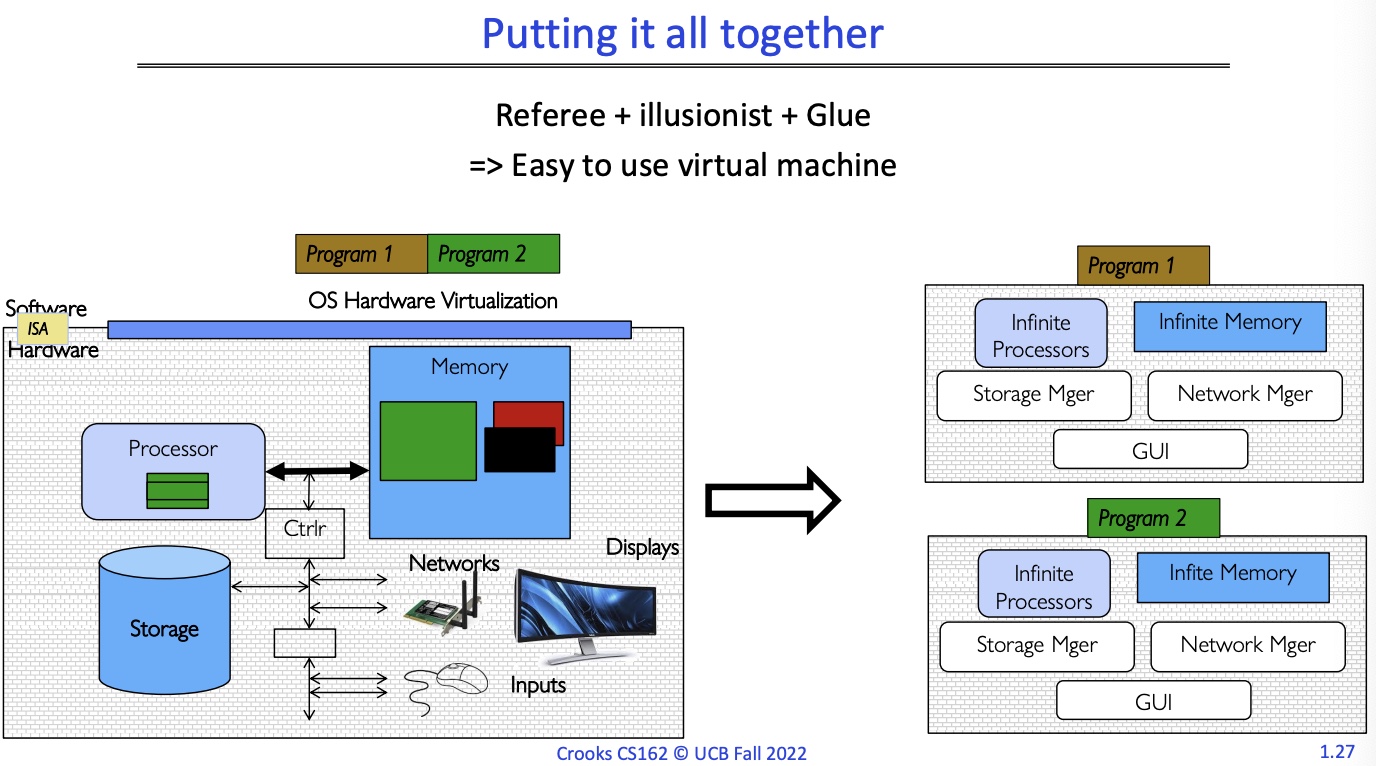 Putting it all together
Referee + illusionist + Glue
=> Easy to use virtual machine
Program 1
Program 2
OS Hardware Virtualization
Software
ISA
Hardware
Memory
Processor
Ctrlr
Storage
Networks
Displays
Inputs
Program 1
Infinite
Processors
Infinite Memory
Storage Mger
Network Mger
GUI
Program 2
Infinite
Processors
Infite Memory
Storage Mger
Network Mger
GUI
Crooks CS162 © UCB Fall 2022
1.27